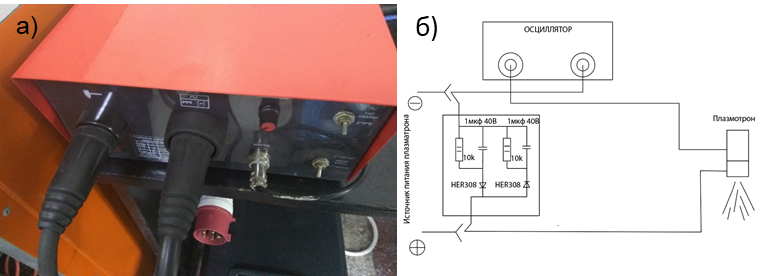 а)
б)
ОСЦИЛЛЯТОР
1мкф 40В
1мкф 40В
10k
10k
HER308
HER308
Источник питания плазматрона
Плазмотрон